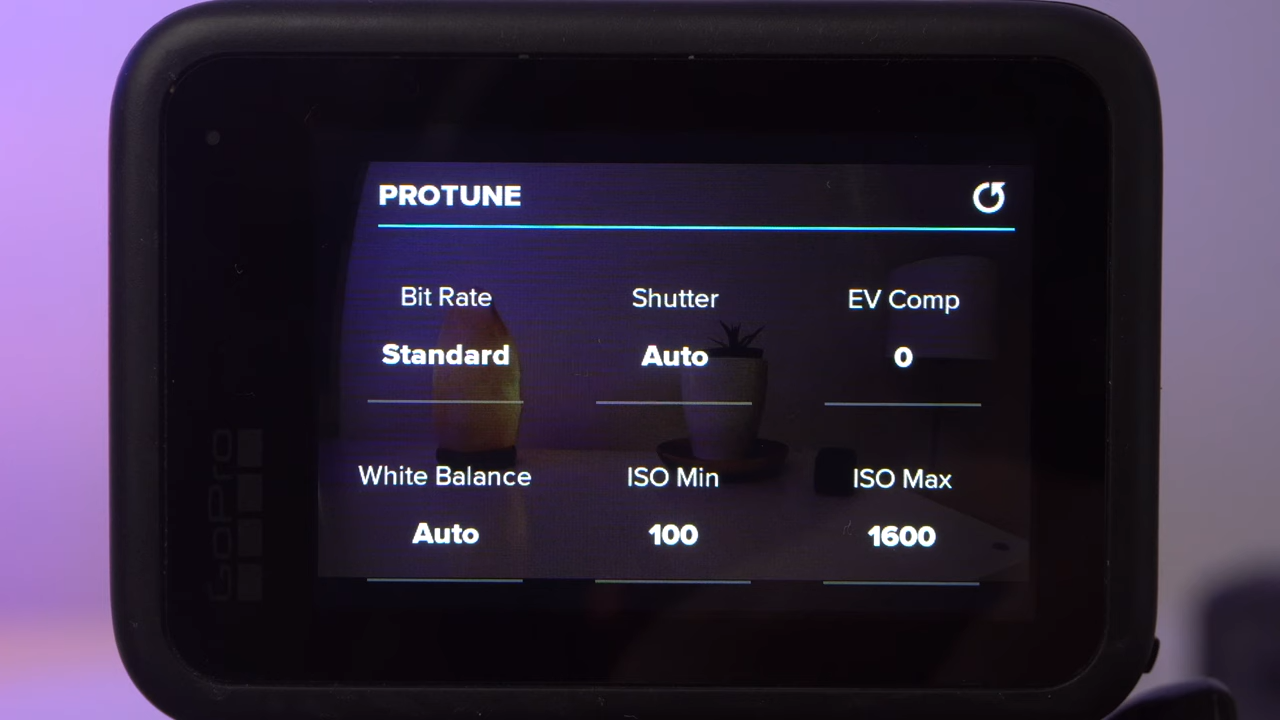 PROTUNE
Bit Rate
Shutter
EV Comp
Standard
Auto
0
White Balance
ISO Min
ISO Max
Auto
100
1600
GoPro